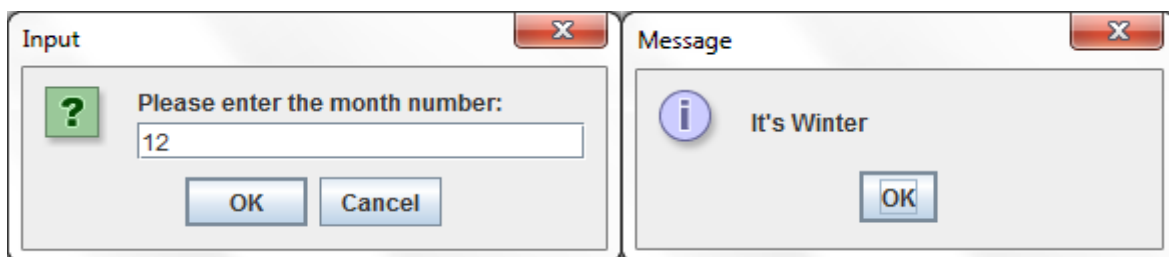 Input
Please enter the month number:
12
OK Cancel
Message
It's Winter
OK